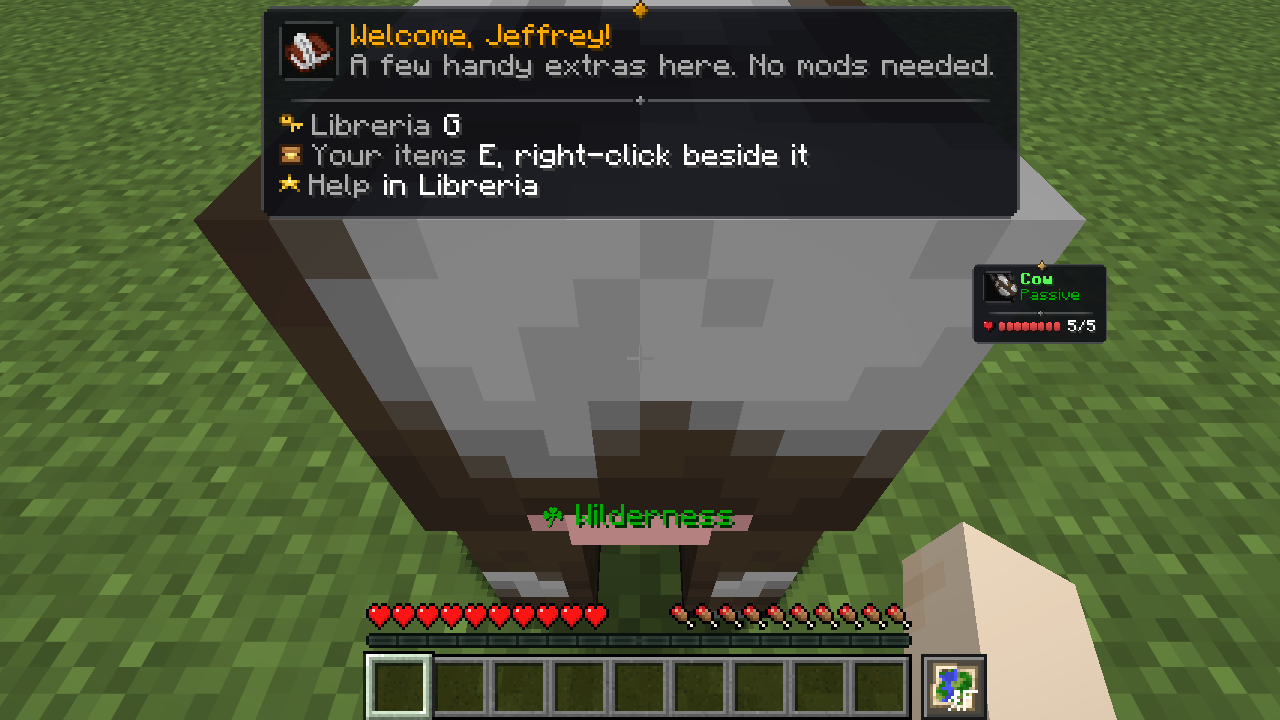 Welcome, Jeffrey!
A few handy extras here. No mods needed.
Libreria G
Your items E, right-click beside it
Help in Libreria
Cow
Passive
5/5
Wilderness